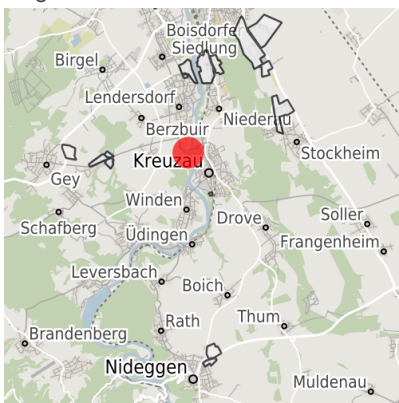 Boisdorfer
Siedlung
Birgel
Lendersdorf
Berzbuir
Niederau
Kreuzau
Stockheim
Gey
Winden
Schafberg
Drove
Soller
Üdingen
Frangenheim
Leversbach
Boich
Thum
Rath
Brandenberg
Nideggen
Muldenau